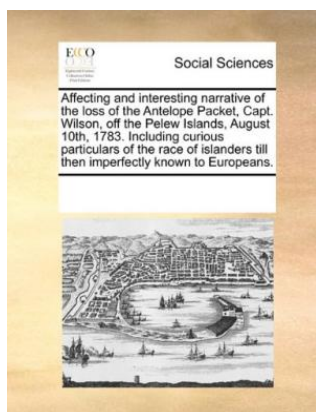 ECCO
Social Sciences
Affecting and interesting narrative of
the loss of the Antelope Packet, Capt.
Wilson, off the Pelew Islands, August
10th, 1783. Including curious
particulars of the race of islanders till
then imperfectly known to Europeans.